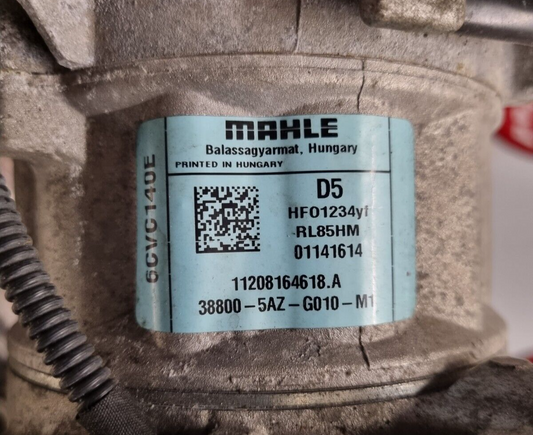 MAHLE
Balassagyarmat, Hungary
PRINTED IN HUNGARY
6CVC140E
D5
HFO1234yf
RL85HM
01141614
11208164618.A
38800-5AZ-G010-M1